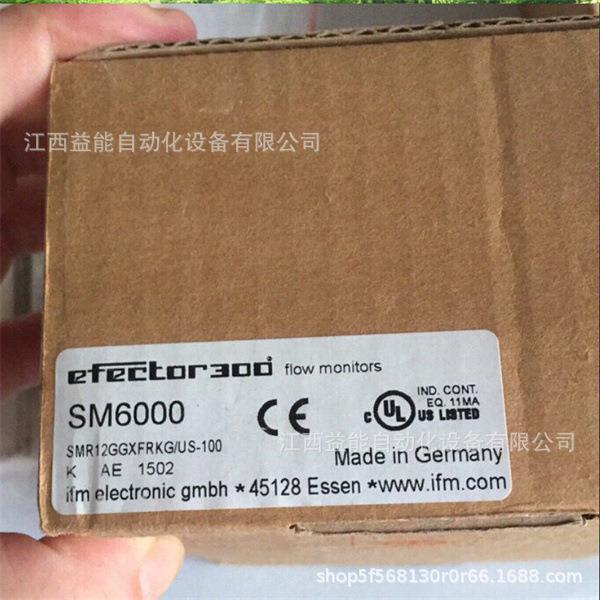 江西益能自动化设备有限公司
efector300 flow monitors
SM6000
CE
IND. CONT.
EQ. 11MA
C UL US LISTED
SMR12GGXFRKG/US-100
江西益能自动化设备有限公司
K AE 1502
Made in Germany
ifm electronic gmbh * 45128 Essen * www.ifm.com
shop5f568130r0r66.1688.com